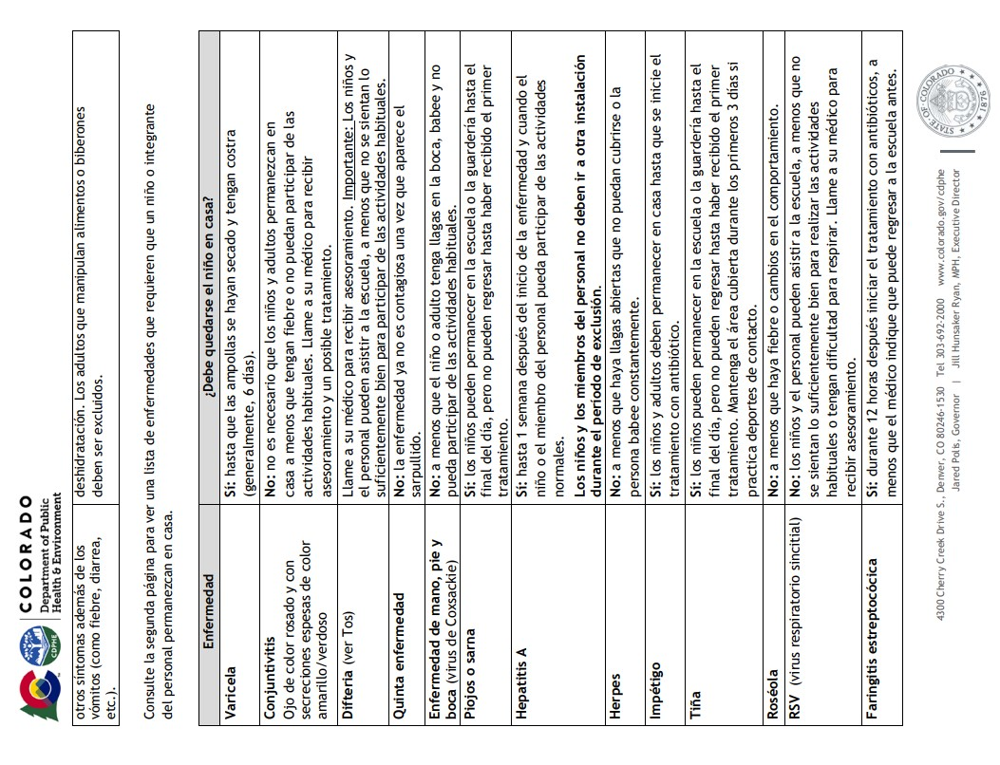 COLORADO
Department of Public
Health & Environment
CDPHE
otros síntomas además de los
vómitos (como fiebre, diarrea,
etc.).
deshidratación. Los adultos que manipulan alimentos o biberones
deben ser excluidos.
Consulte la segunda página para ver una lista de enfermedades que requieren que un niño o integrante
del personal permanezcan en casa.
Enfermedad
¿Debe quedarse el niño en casa?
Varicela
Sí: hasta que las ampollas se hayan secado y tengan costra
(generalmente, 6 días).
Conjuntivitis
Ojo de color rosado y con
secreciones espesas de color
amarillo/verdoso
No: no es necesario que los niños y adultos permanezcan en
casa a menos que tengan fiebre o no puedan participar de las
actividades habituales. Llame a su médico para recibir
asesoramiento y un posible tratamiento.
Difteria (ver Tos)
Llame a su médico para recibir asesoramiento. Importante: Los niños y
el personal pueden asistir a la escuela, a menos que no se sientan lo
suficientemente bien para participar de las actividades habituales.
Quinta enfermedad
No: la enfermedad ya no es contagiosa una vez que aparece el
sarpullido.
Enfermedad de mano, pie y
boca (virus de Coxsackie)
No: a menos que el niño o adulto tenga llagas en la boca, babee y no
pueda participar de las actividades habituales.
Piojos o sarna
Sí: los niños pueden permanecer en la escuela o la guardería hasta el
final del día, pero no pueden regresar hasta haber recibido el primer
tratamiento.
Hepatitis A
Sí: hasta 1 semana después del inicio de la enfermedad y cuando el
niño o el miembro del personal pueda participar de las actividades
normales.
Los niños y los miembros del personal no deben ir a otra instalación
durante el periodo de exclusión.
Herpes
No: a menos que haya llagas abiertas que no puedan cubrirse o la
persona babee constantemente.
Impétigo
Sí: los niños y adultos deben permanecer en casa hasta que se inicie el
tratamiento con antibiótico.
Tiña
Sí: los niños pueden permanecer en la escuela o la guardería hasta el
final del día, pero no pueden regresar hasta haber recibido el primer
tratamiento. Mantenga el área cubierta durante los primeros 3 días si
practica deportes de contacto.
Roséola
No: a menos que haya fiebre o cambios en el comportamiento.
RSV (virus respiratorio sincitial)
No: los niños y el personal pueden asistir a la escuela, a menos que no
se sientan lo suficientemente bien para realizar las actividades
habituales o tengan dificultad para respirar. Llame a su médico para
recibir asesoramiento.
Faringitis estreptocócica
Sí: durante 12 horas después iniciar el tratamiento con antibióticos, a
menos que el médico indique que puede regresar a la escuela antes.
4300 Cherry Creek Drive S., Denver, CO 80246-1530 Tel 303-692-2000 www.colorado.gov/cdphe
Jared Polis, Governor | Jill Hunsaker Ryan, MPH, Executive Director
STATE OF COLORADO
1876